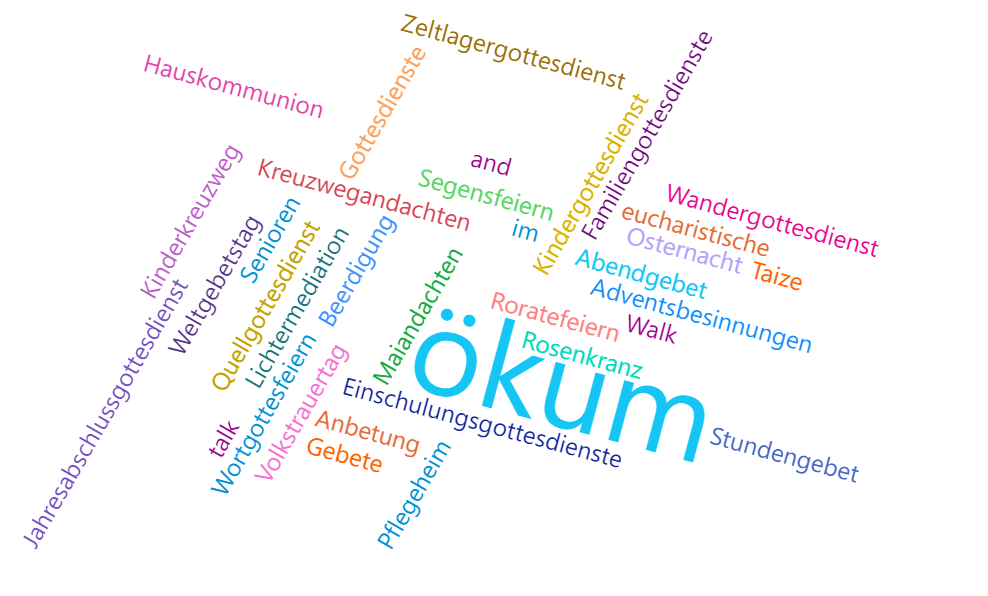 Zeltlagergottesdienst
Hauskommunion
Gottesdienste
Familiengottesdienste
Kindergottesdienst
Kinderkreuzweg
Kreuzwegandachten
and
Segensfeiern
im
Wandergottesdienst
eucharistische
Osternacht
Taize
Abendgebet
Adventsbesinnungen
Senioren
Weltgebetstag
Quellgottesdienst
Lichtermediation
Beerdigung
Maiandachten
Roratefeiern
Walk
Rosenkranz
ökum
Jahresabschlussgottesdienst
talk
Wortgottesfeiern
Volkstrauertag
Einschulungsgottesdienste
Anbetung
Gebete
Pflegeheim
Stundengebet